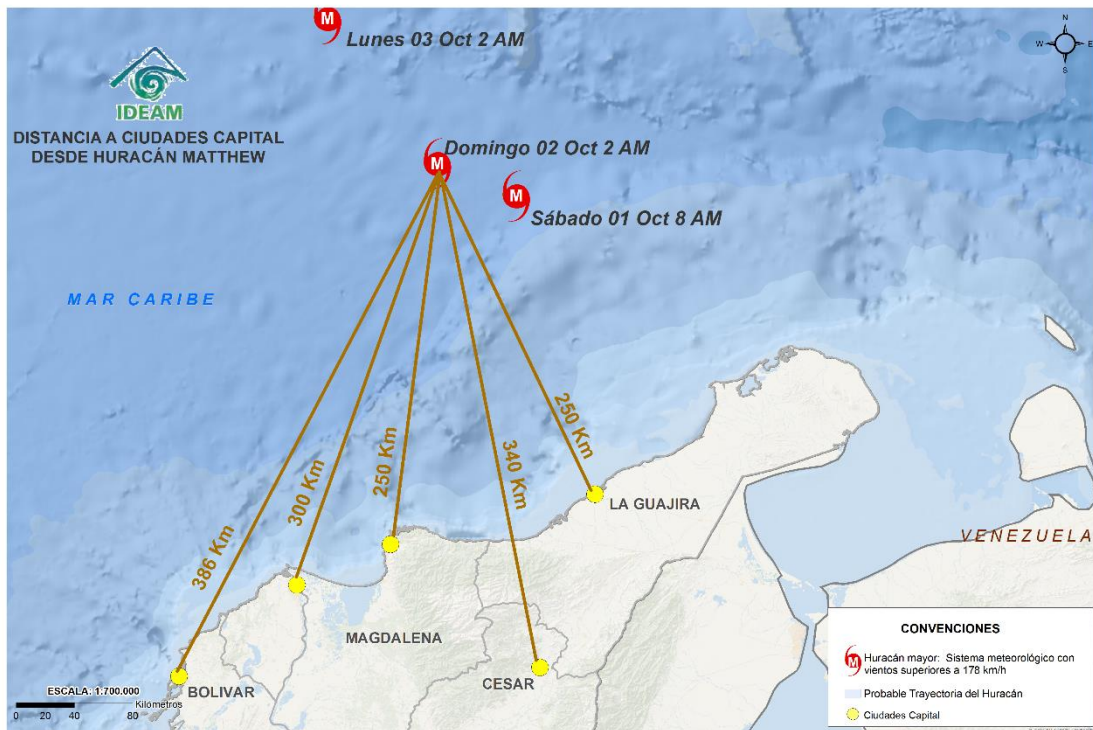 Lunes 03 Oct 2 AM
N
W
E
S
IDEAM
DISTANCIA A CIUDADES CAPITAL
DESDE HURACÁN MATTHEW
M
Domingo 02 Oct 2 AM
M
M
Sábado 01 Oct 8 AM
MAR CARIBE
386 Km
300 Km
250 Km
340 Km
250 Km
LA GUAJIRA
VENEZUELA
MAGDALENA
CESAR
BOLIVAR
ESCALA: 1:700.000
Kilómetros
0 20 40 80
CONVENCIONES
M
Huracán mayor: Sistema meteorológico con
vientos superiores a 178 km/h
Probable Trayectoria del Huracán
Ciudades Capital